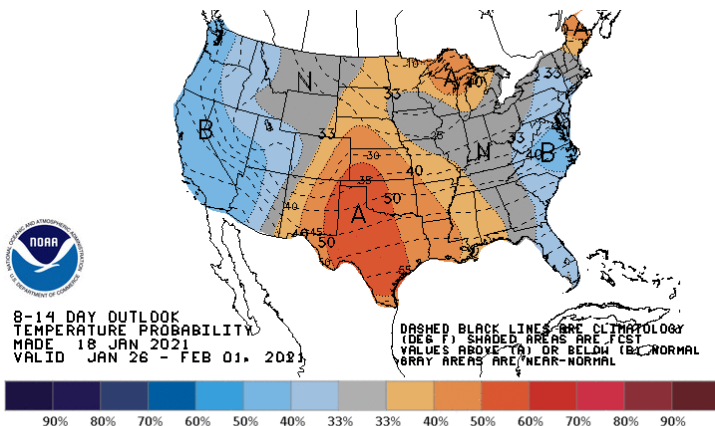 A
N
A
33
B
33
A
33
N
33
40
B
30
35
40
50
A
40
50
55
NATIONAL OCEANIC AND ATMOSPHERIC ADMINISTRATION
NOAA
U.S. DEPARTMENT OF COMMERCE
8-14 DAY OUTLOOK
TEMPERATURE PROBABILITY
MADE 18 JAN 2021
VALID JAN 26 - FEB 01, 2021
DASHED BLACK LINES ARE CLIMATOLOGY
(DEG F) SHADED AREAS ARE FCST
VALUES ABOVE (A) OR BELOW (B) NORMAL
GRAY AREAS ARE NEAR-NORMAL
90% 80% 70% 60% 50% 40% 33% 33% 40% 50% 60% 70% 80% 90%